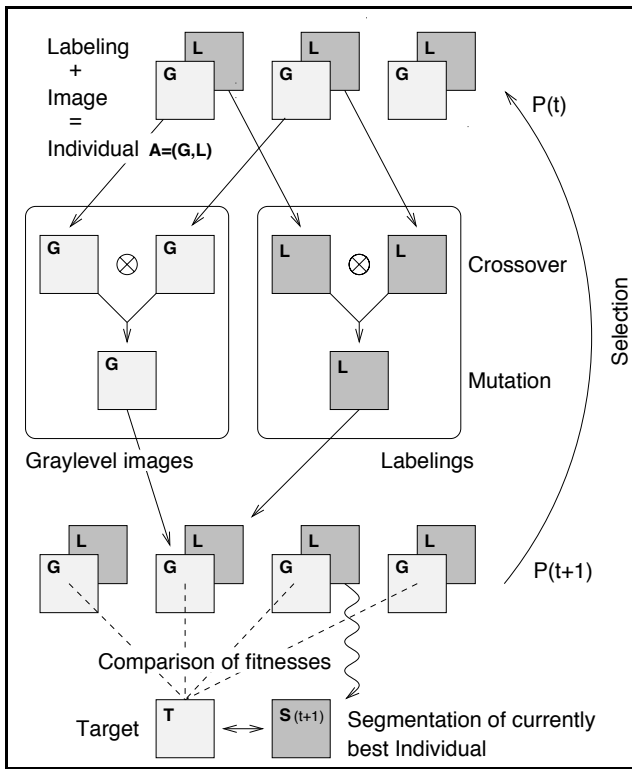 Labeling
+
Image
=
Individual A=(G,L)
L L L
G G G
P(t)
G G L L
Crossover
G L
Mutation
Selection
Graylevel images Labelings
L L L L
G G G G
P(t+1)
Comparison of fitnesses
Target T S (t+1) Segmentation of currently
best Individual